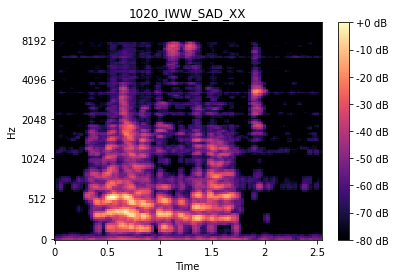 1020_IWW_SAD_XX
+0 dB
8192
-10 dB
4096
-20 dB
-30 dB
2048
Hz
-40 dB
1024
-50 dB
512
-60 dB
-70 dB
0
-80 dB
0 0.5 1 1.5 2 2.5
Time